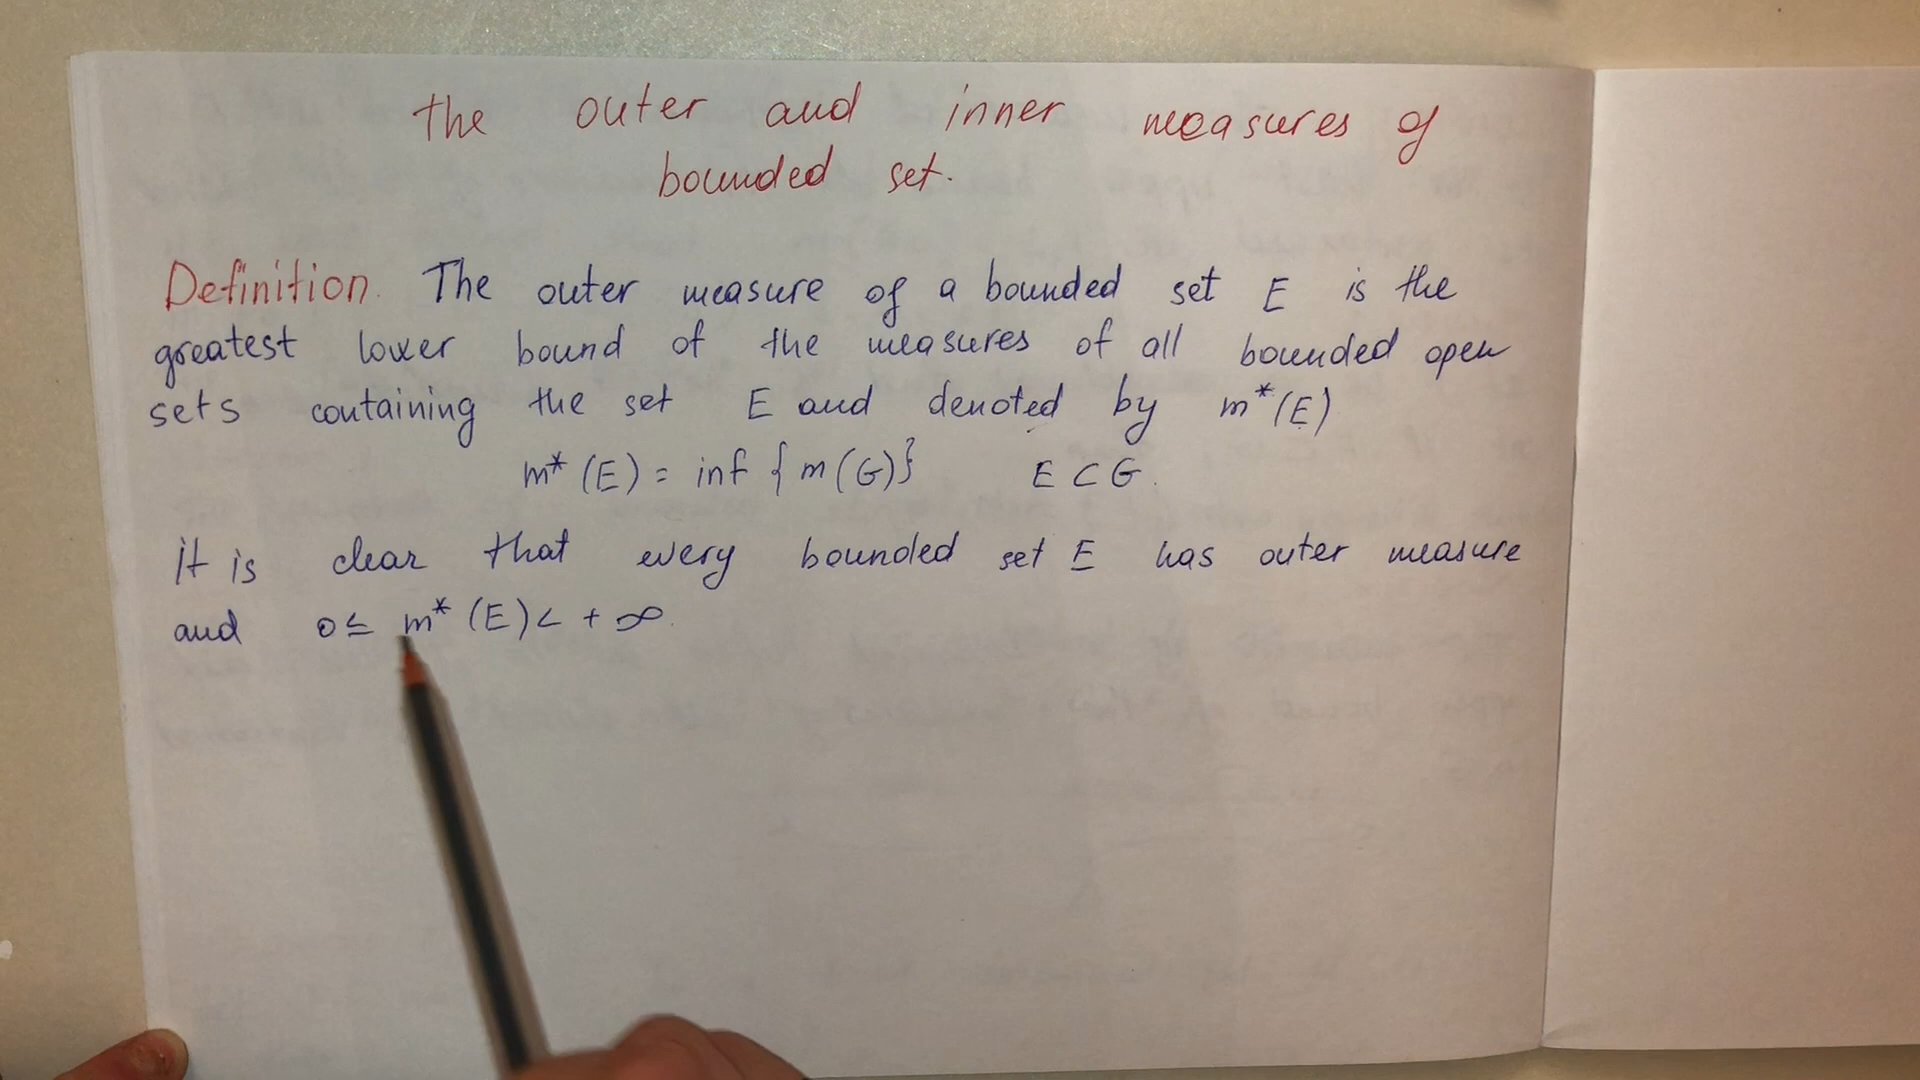 The outer and inner measures of
bounded set.
Definition. The outer measure of a bounded set E is the
greatest lower bound of the measures of all bounded open
sets containing the set E and denoted by m*(E)
m*(E) = inf {m(G)} E ⊂ G.
it is clear that every bounded set E has outer measure
and 0 ≤ m*(E) < + ∞.